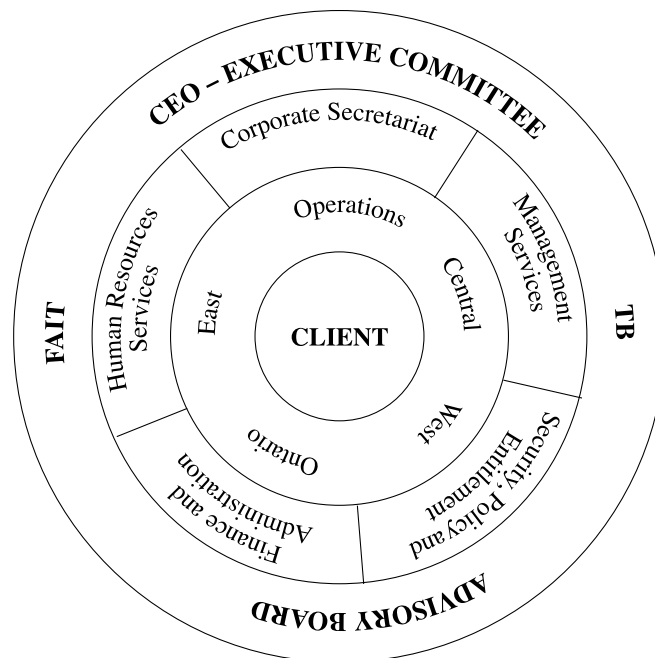 CEO – EXECUTIVE COMMITTEE
Corporate Secretariat
Management
Services
Security, Policy and
Entitlement
Finance and
Administration
Human Resources
Services
Operations
Central
West
Ontario
East
CLIENT
FAIT
TB
ADVISORY BOARD